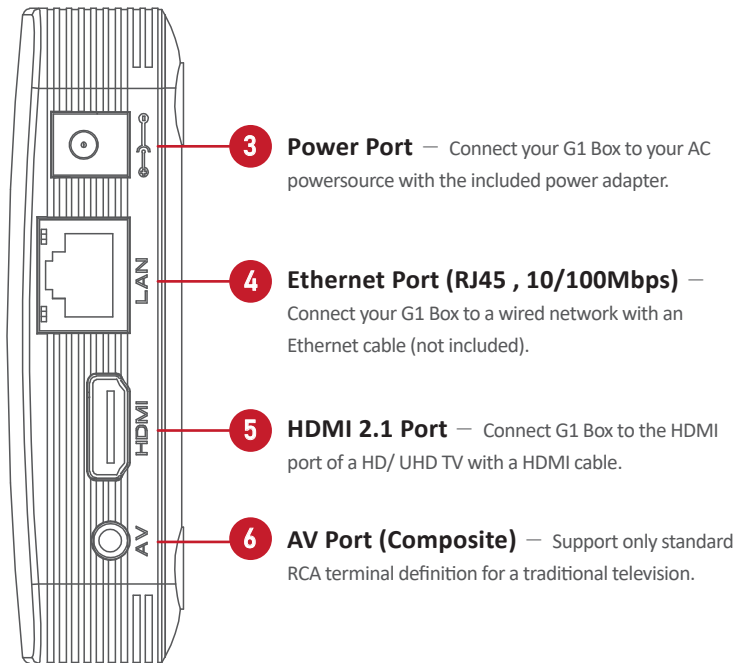 3 Power Port — Connect your G1 Box to your AC
powersource with the included power adapter.
LAN
4 Ethernet Port (RJ45 , 10/100Mbps) —
Connect your G1 Box to a wired network with an
Ethernet cable (not included).
HDMI
5 HDMI 2.1 Port — Connect G1 Box to the HDMI
port of a HD/ UHD TV with a HDMI cable.
AV
6 AV Port (Composite) — Support only standard
RCA terminal definition for a traditional television.